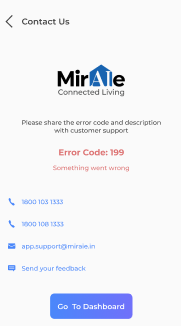 Contact Us
MirAIe
Connected Living
Please share the error code and description
with customer support
Error Code: 199
Something went wrong
1600 103 1333
1800 108 1333
app.support@miraie.in
Send your feedback
Go To Dashboard